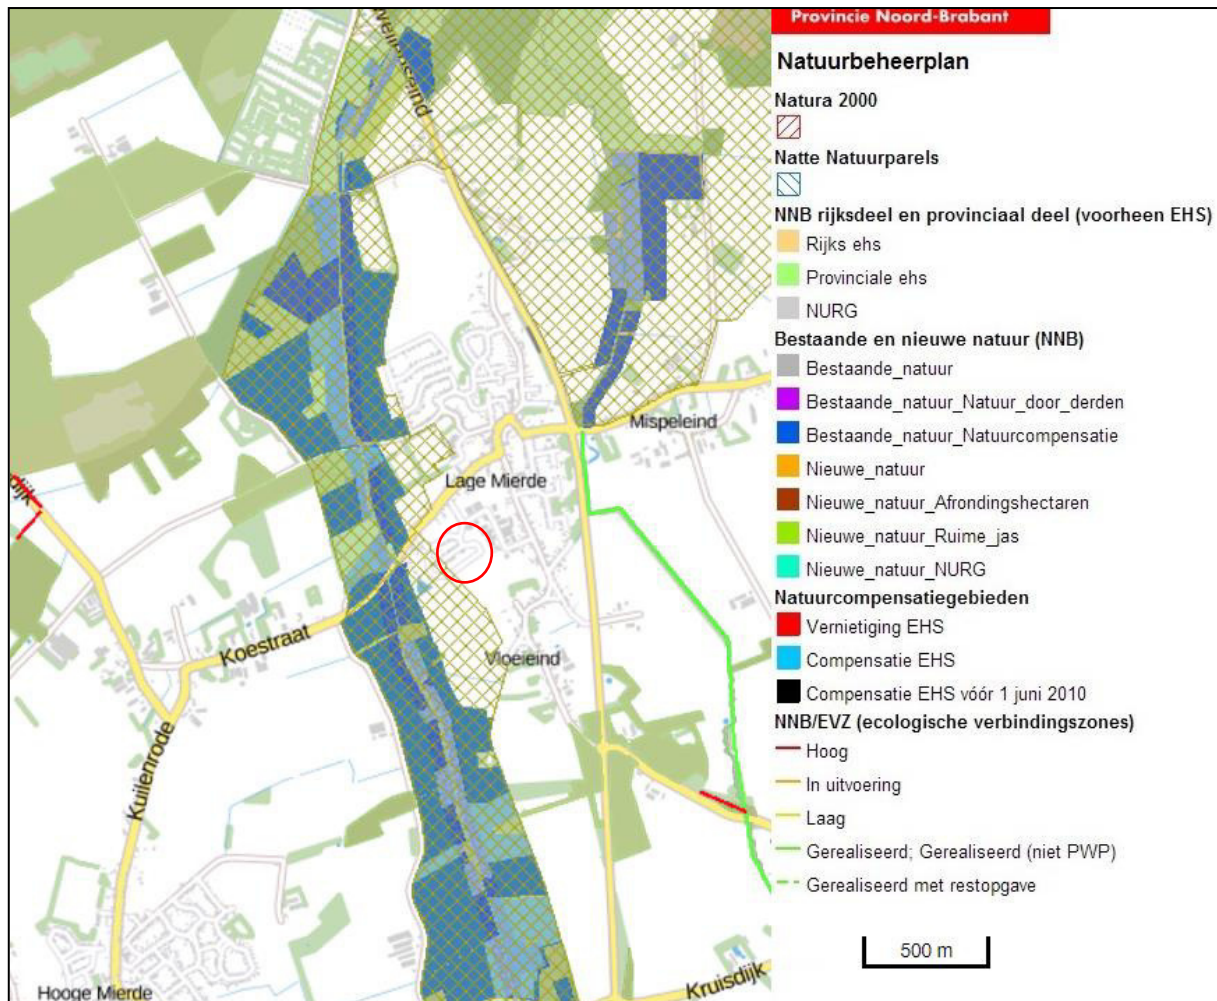 Provincie Noord-Brabant
Natuurbeheerplan
Natura 2000
Natte Natuurparels
NNB rijksdeel en provinciaal deel (voorheen EHS)
Rijks ehs
Provinciale ehs
NURG
Bestaande en nieuwe natuur (NNB)
Bestaande_natuur
Bestaande_natuur_Natuur_door_derden
Bestaande_natuur_Natuurcompensatie
Nieuwe_natuur
Nieuwe_natuur_Afrondingshectaren
Nieuwe_natuur_Ruime_jas
Nieuwe_natuur_NURG
Natuurcompensatiegebieden
Vernietiging EHS
Compensatie EHS
Compensatie EHS vóór 1 juni 2010
NNB/EVZ (ecologische verbindingszones)
Hoog
In uitvoering
Laag
Gerealiseerd; Gerealiseerd (niet PWP)
Gerealiseerd met restopgave
500 m
Mispeleind
Lage Mierde
Koestraat
Vloeieind
Kuilenrode
Hooge Mierde
Kruisdijk